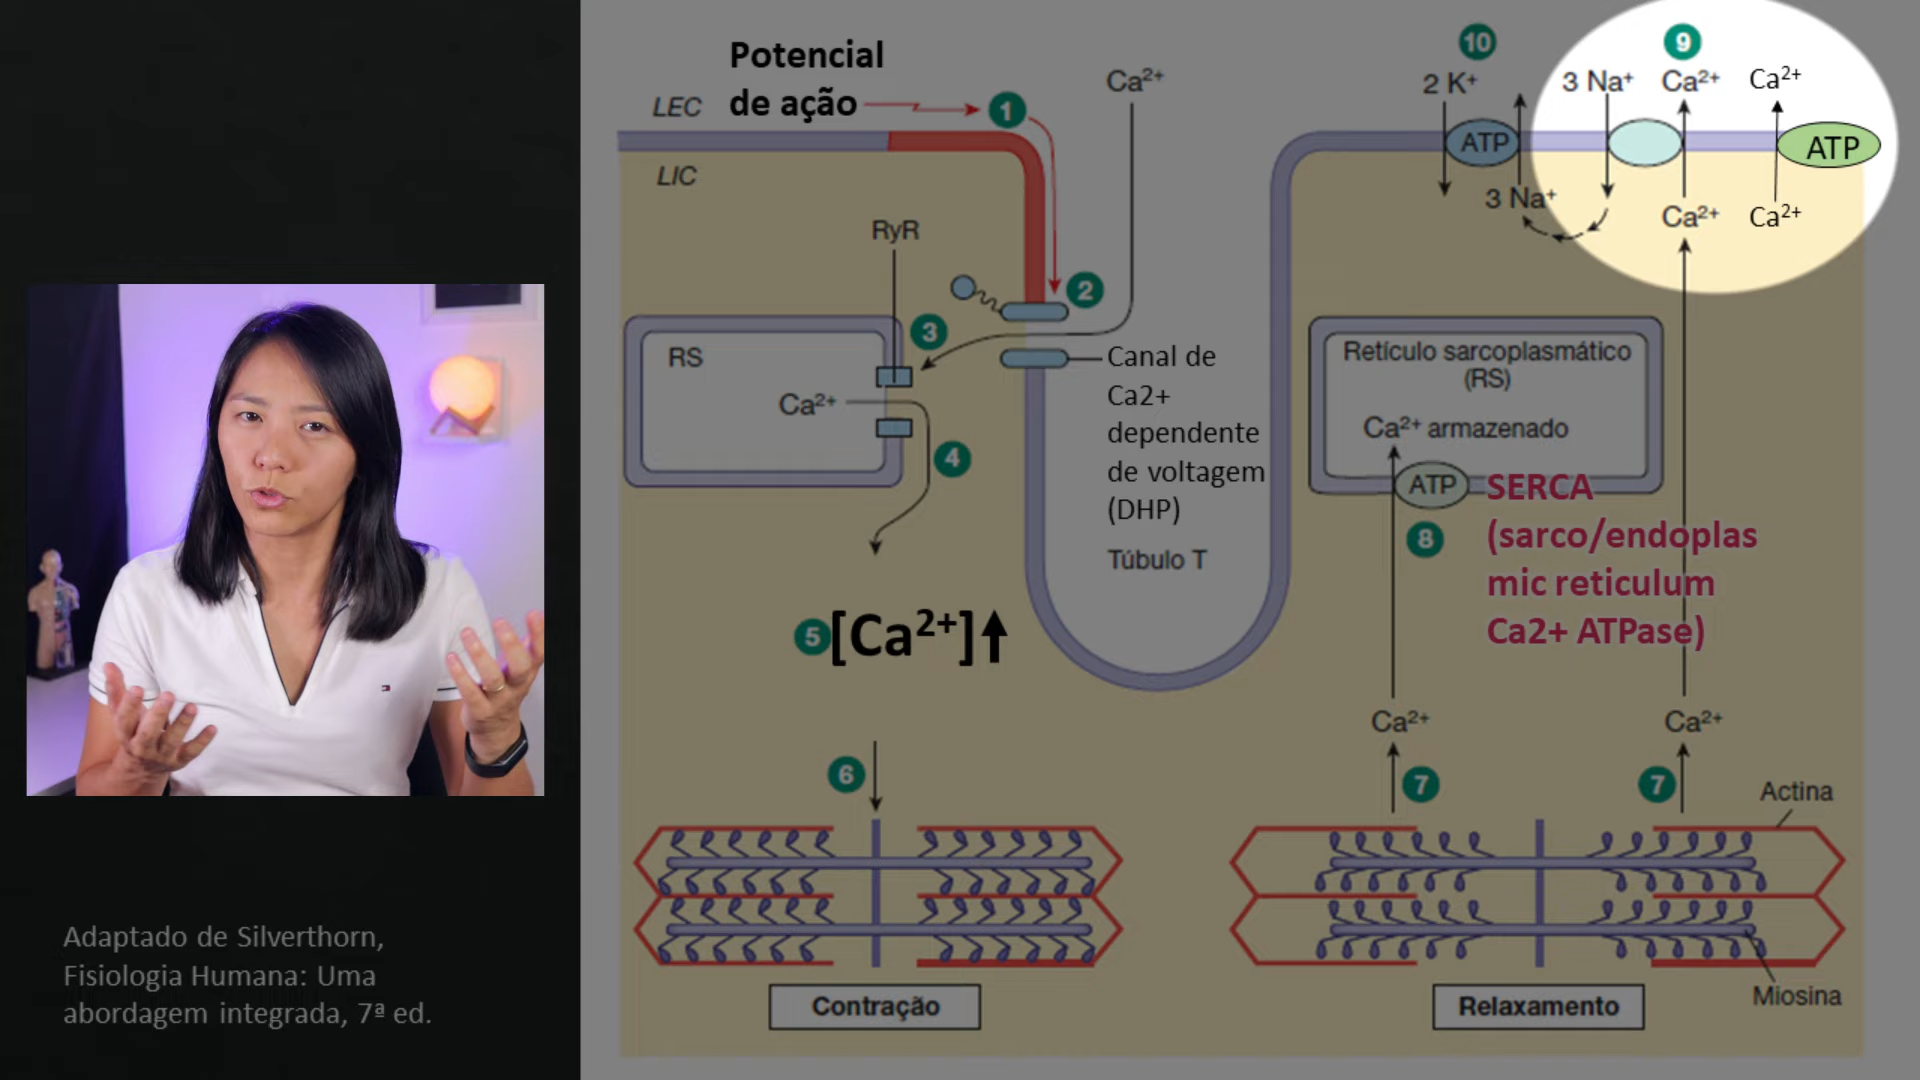 Potencial
de ação
LEC
LIC
1
Ca²⁺
10
2 K⁺
9
3 Na⁺
Ca²⁺
Ca²⁺
ATP
ATP
3 Na⁺
Ca²⁺
Ca²⁺
RyR
2
3
RS
Ca²⁺
4
Canal de
Ca2+
dependente
de voltagem
(DHP)
Túbulo T
Retículo sarcoplasmático
(RS)
Ca²⁺ armazenado
ATP
8
SERCA
(sarco/endoplas
mic reticulum
Ca2+ ATPase)
5
[Ca²⁺]
6
Ca²⁺
7
Ca²⁺
7
Actina
Miosina
Contração
Relaxamento
Adaptado de Silverthorn,
Fisiologia Humana: Uma
abordagem integrada, 7ª ed.